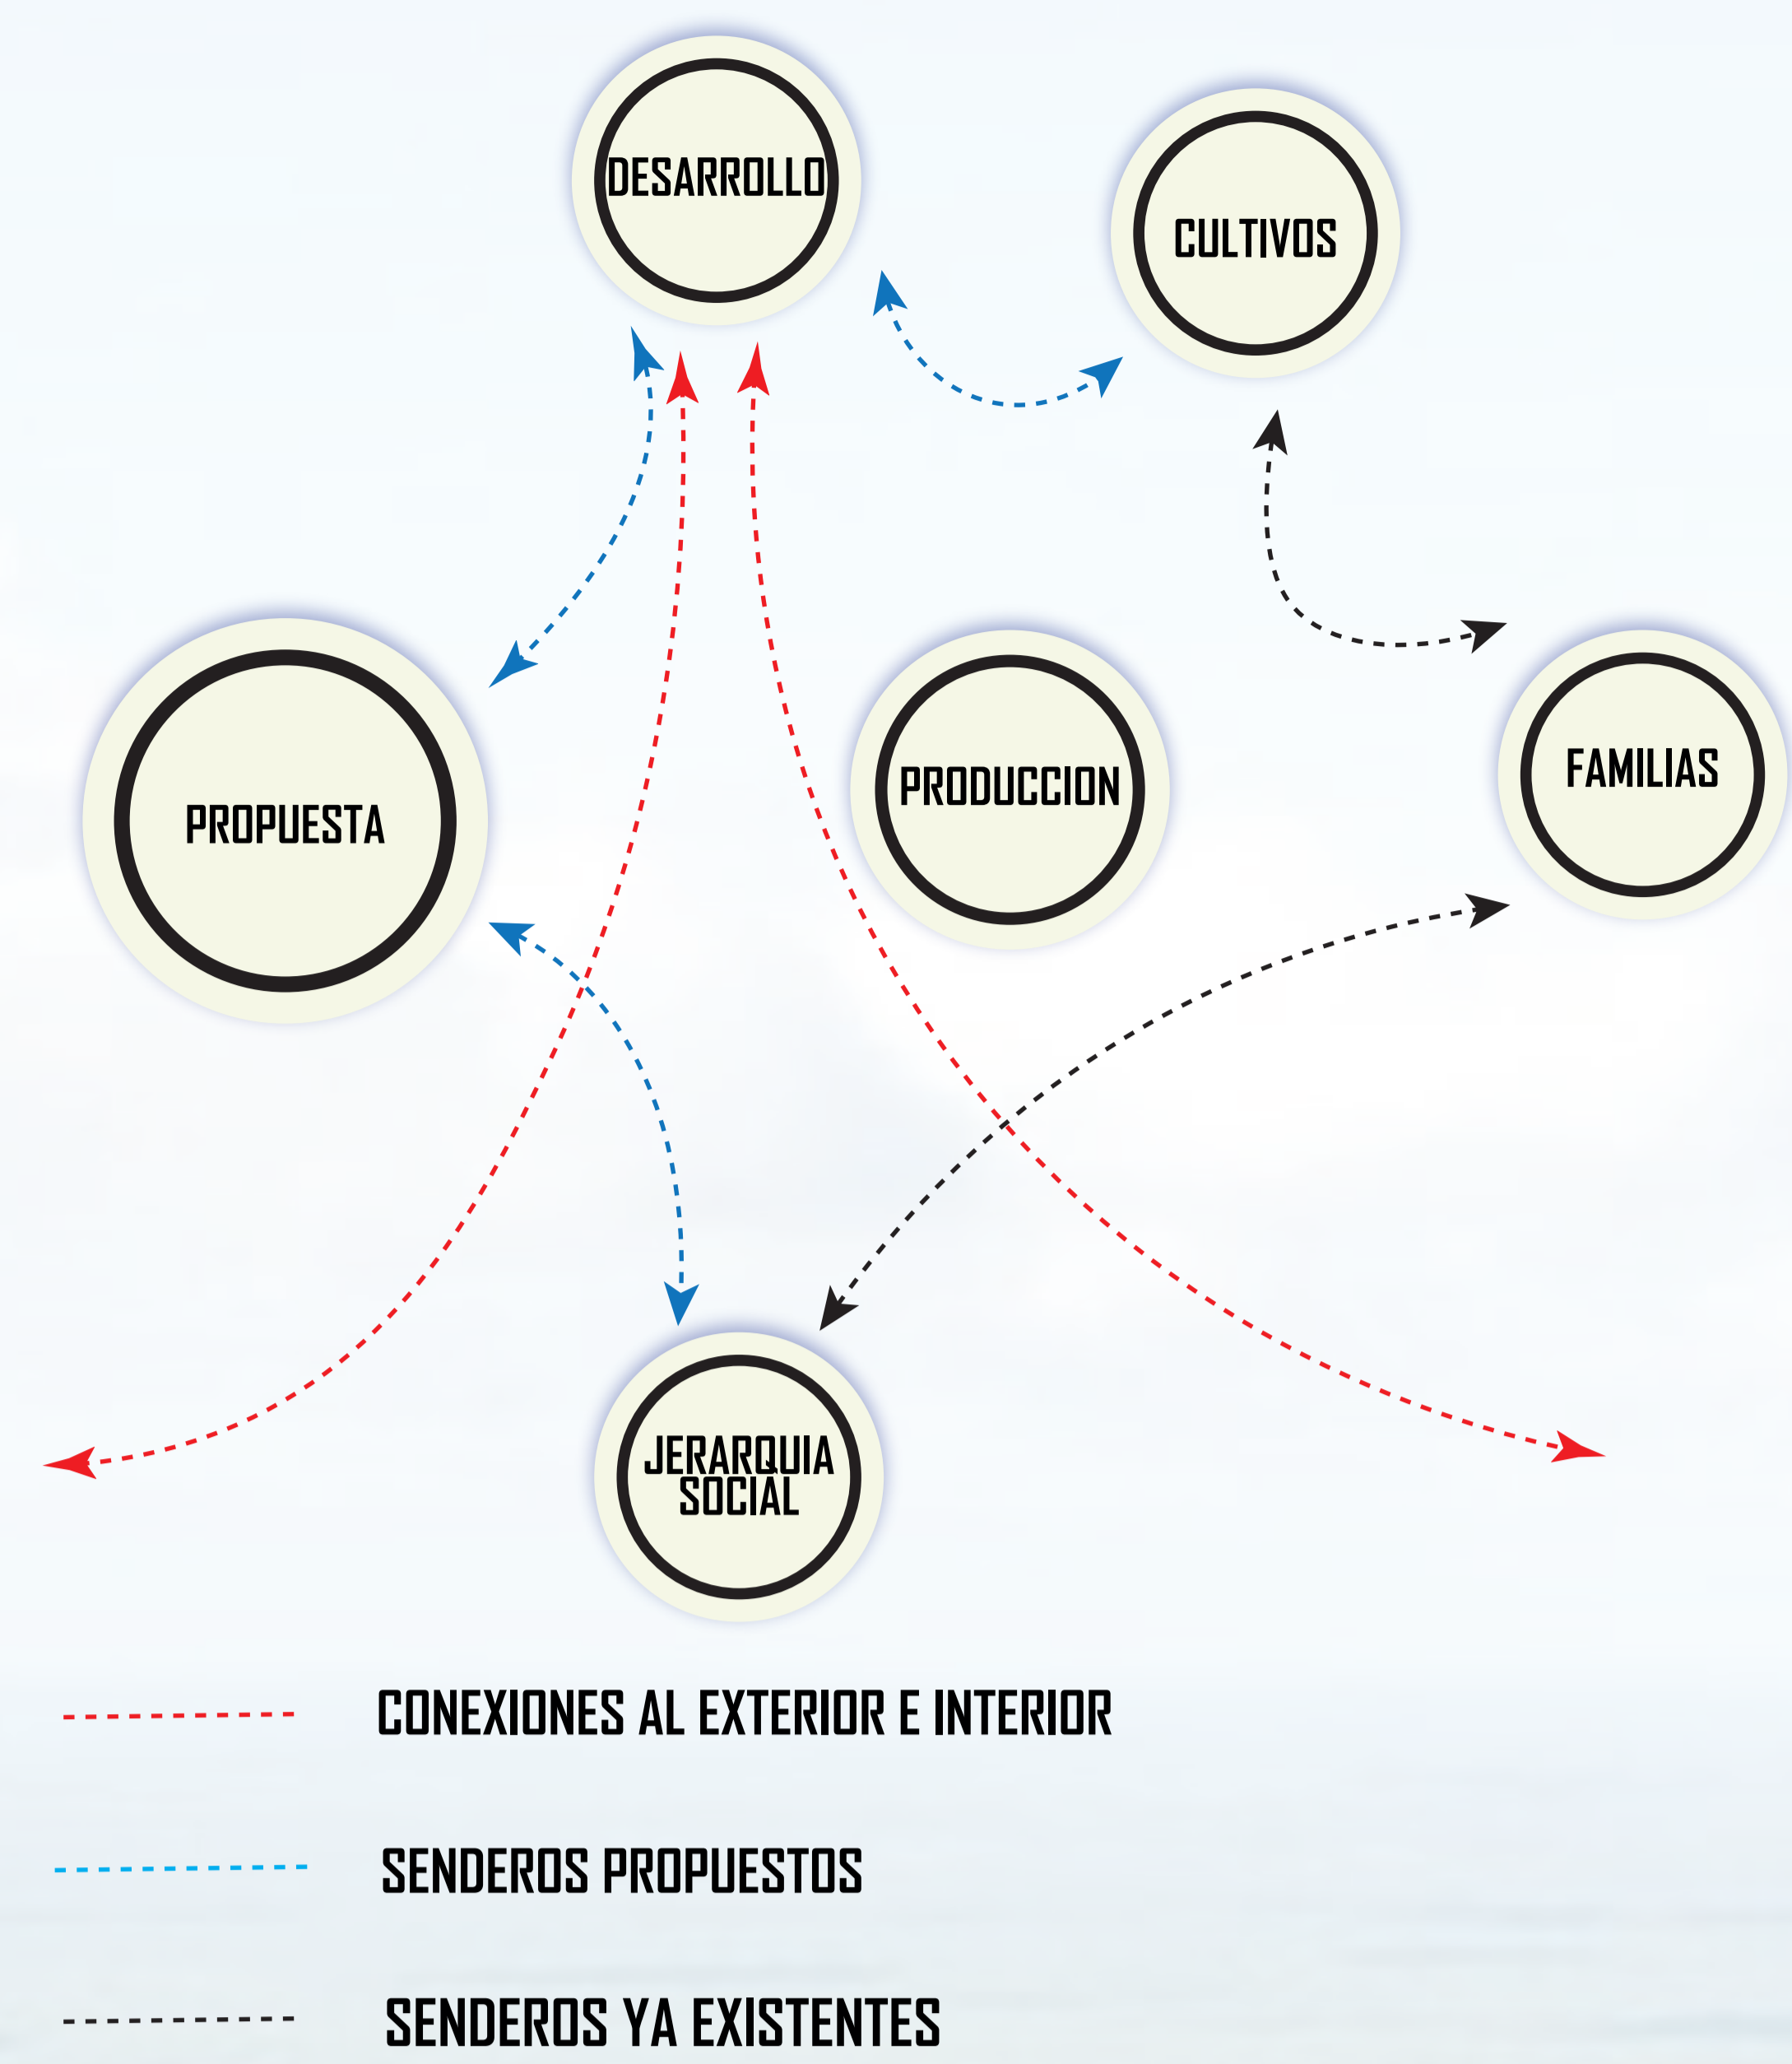 DESARROLLO
CULTIVOS
PROPUESTA
PRODUCCION
FAMILIAS
JERARQUIA
SOCIAL
CONEXIONES AL EXTERIOR E INTERIOR
SENDEROS PROPUESTOS
SENDEROS YA EXISTENTES